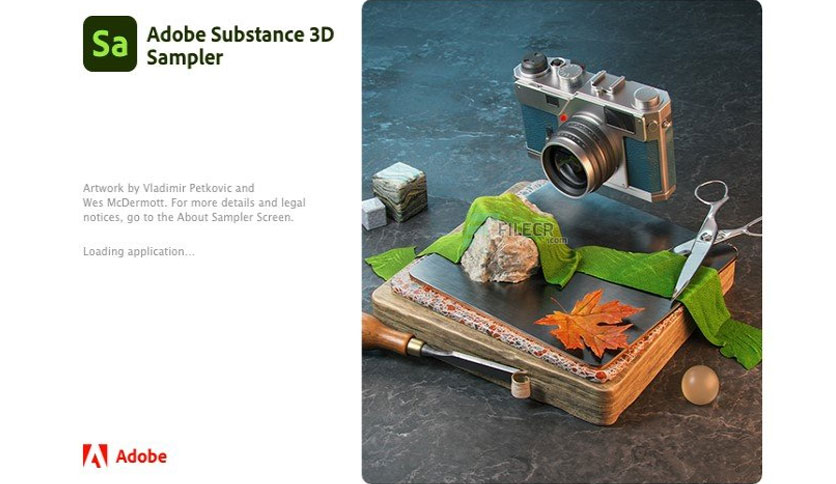 Sa
Adobe Substance 3D
Sampler
Artwork by Vladimir Petkovic and
Wes McDermott. For more details and legal
notices, go to the About Sampler Screen.
Loading application...
FILECR
.com
Adobe